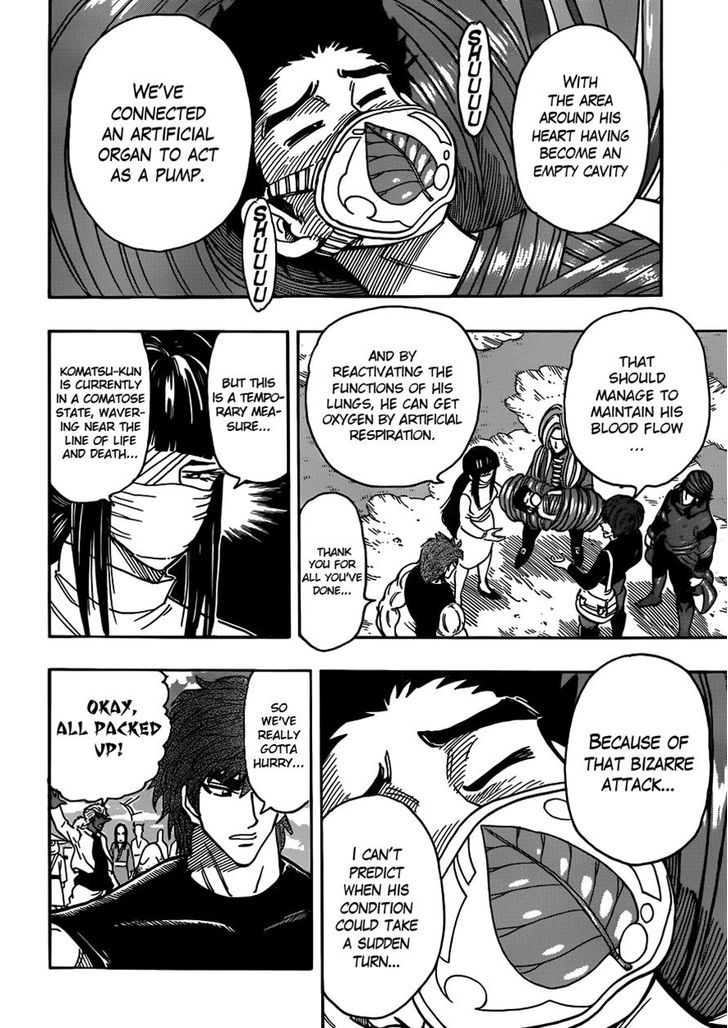 WITH
THE AREA
AROUND HIS
HEART HAVING
BECOME AN
EMPTY CAVITY
SHUUUU
WE'VE
CONNECTED
AN ARTIFICIAL
ORGAN TO ACT
AS A PUMP.
SHUUUU
THAT
SHOULD
MANAGE TO
MAINTAIN HIS
BLOOD FLOW
...
AND BY
REACTIVATING THE
FUNCTIONS OF HIS
LUNGS, HE CAN GET
OXYGEN BY ARTIFICIAL
RESPIRATION.
THANK
YOU FOR
ALL YOU'VE
DONE...
BUT THIS
IS A TEMPO-
RARY MEA-
SURE...
KOMATSU-KUN
IS CURRENTLY
IN A COMATOSE
STATE, WAVER-
ING NEAR THE
LINE OF LIFE
AND DEATH...
BECAUSE OF
THAT BIZARRE
ATTACK...
I CAN'T
PREDICT
WHEN HIS
CONDITION
COULD TAKE
A SUDDEN
TURN...
SO
WE'VE
REALLY
GOTTA
HURRY...
OKAY,
ALL PACKED
UP!